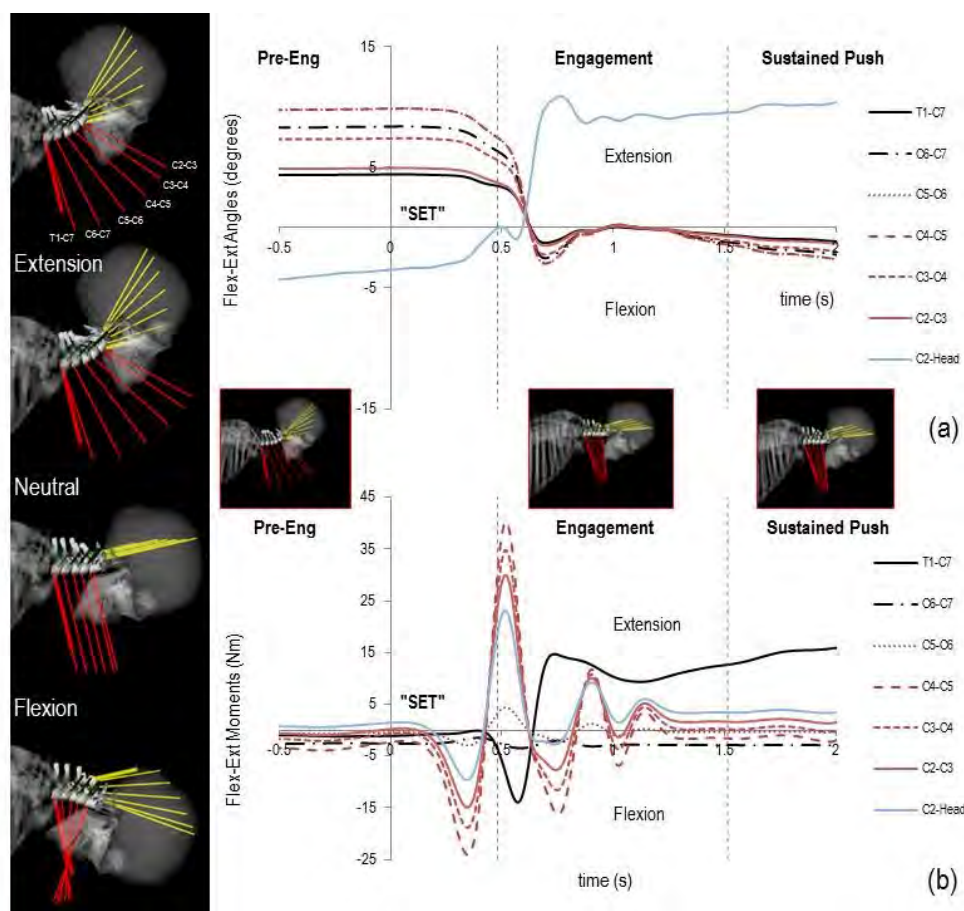 C2-C3
C3-C4
C4-C5
C5-C6
C6-C7
T1-C7
Extension
Neutral
Flexion
15
Pre-Eng
Engagement
Sustained Push
Extension
5
"SET"
-0.5
0
0.5
1
1.5
2
-5
time (s)
Flexion
-15
Flex-Ext Angles (degrees)
T1-C7
C6-C7
C5-C6
C4-C5
C3-C4
C2-C3
C2-Head
(a)
45
Pre-Eng
Engagement
Sustained Push
35
25
Extension
15
"SET"
5
-0.5
0
0.5
1
1.5
2
-5
Flexion
-15
-25
time (s)
Flex-Ext Moments (Nm)
T1-C7
C6-C7
C5-C6
C4-C5
C3-C4
C2-C3
C2-Head
(b)